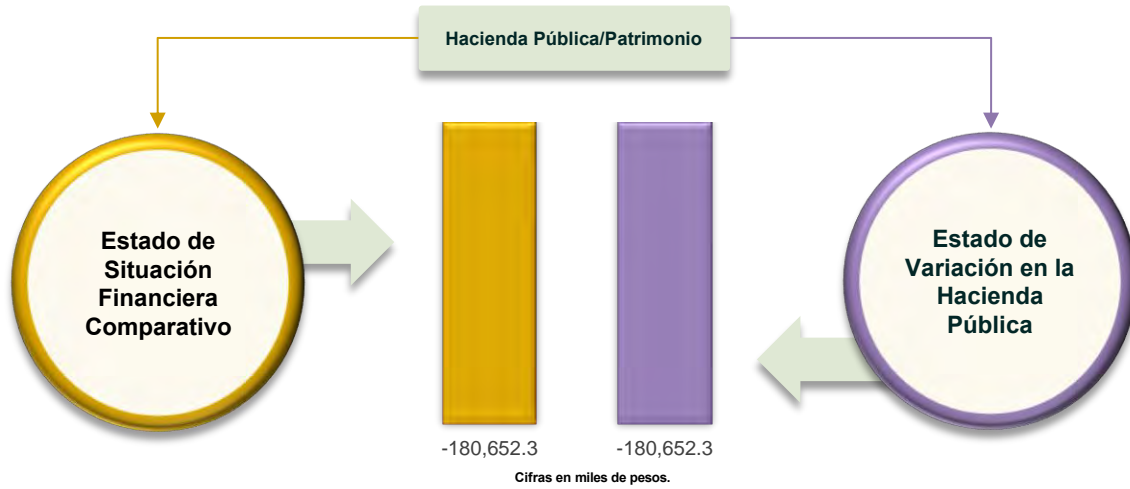 Hacienda Pública/Patrimonio
Estado de
Situación
Financiera
Comparativo
Estado de
Variación en la
Hacienda
Pública
-180,652.3
-180,652.3
Cifras en miles de pesos.